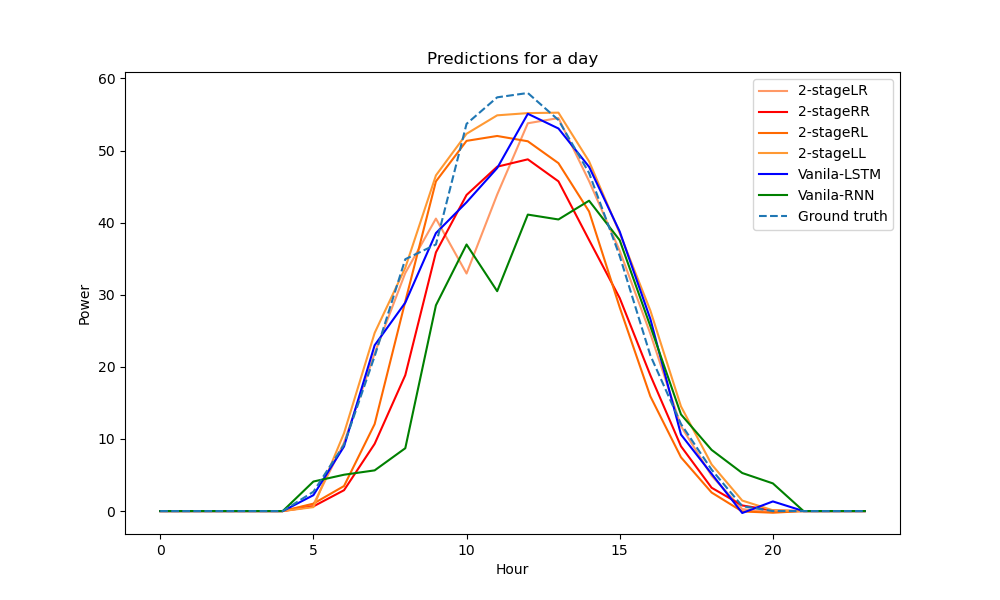 Predictions for a day
60
50
40
30
20
10
0
Power
0 5 10 15 20
Hour
2-stageLR
2-stageRR
2-stageRL
2-stageLL
Vanila-LSTM
Vanila-RNN
Ground truth